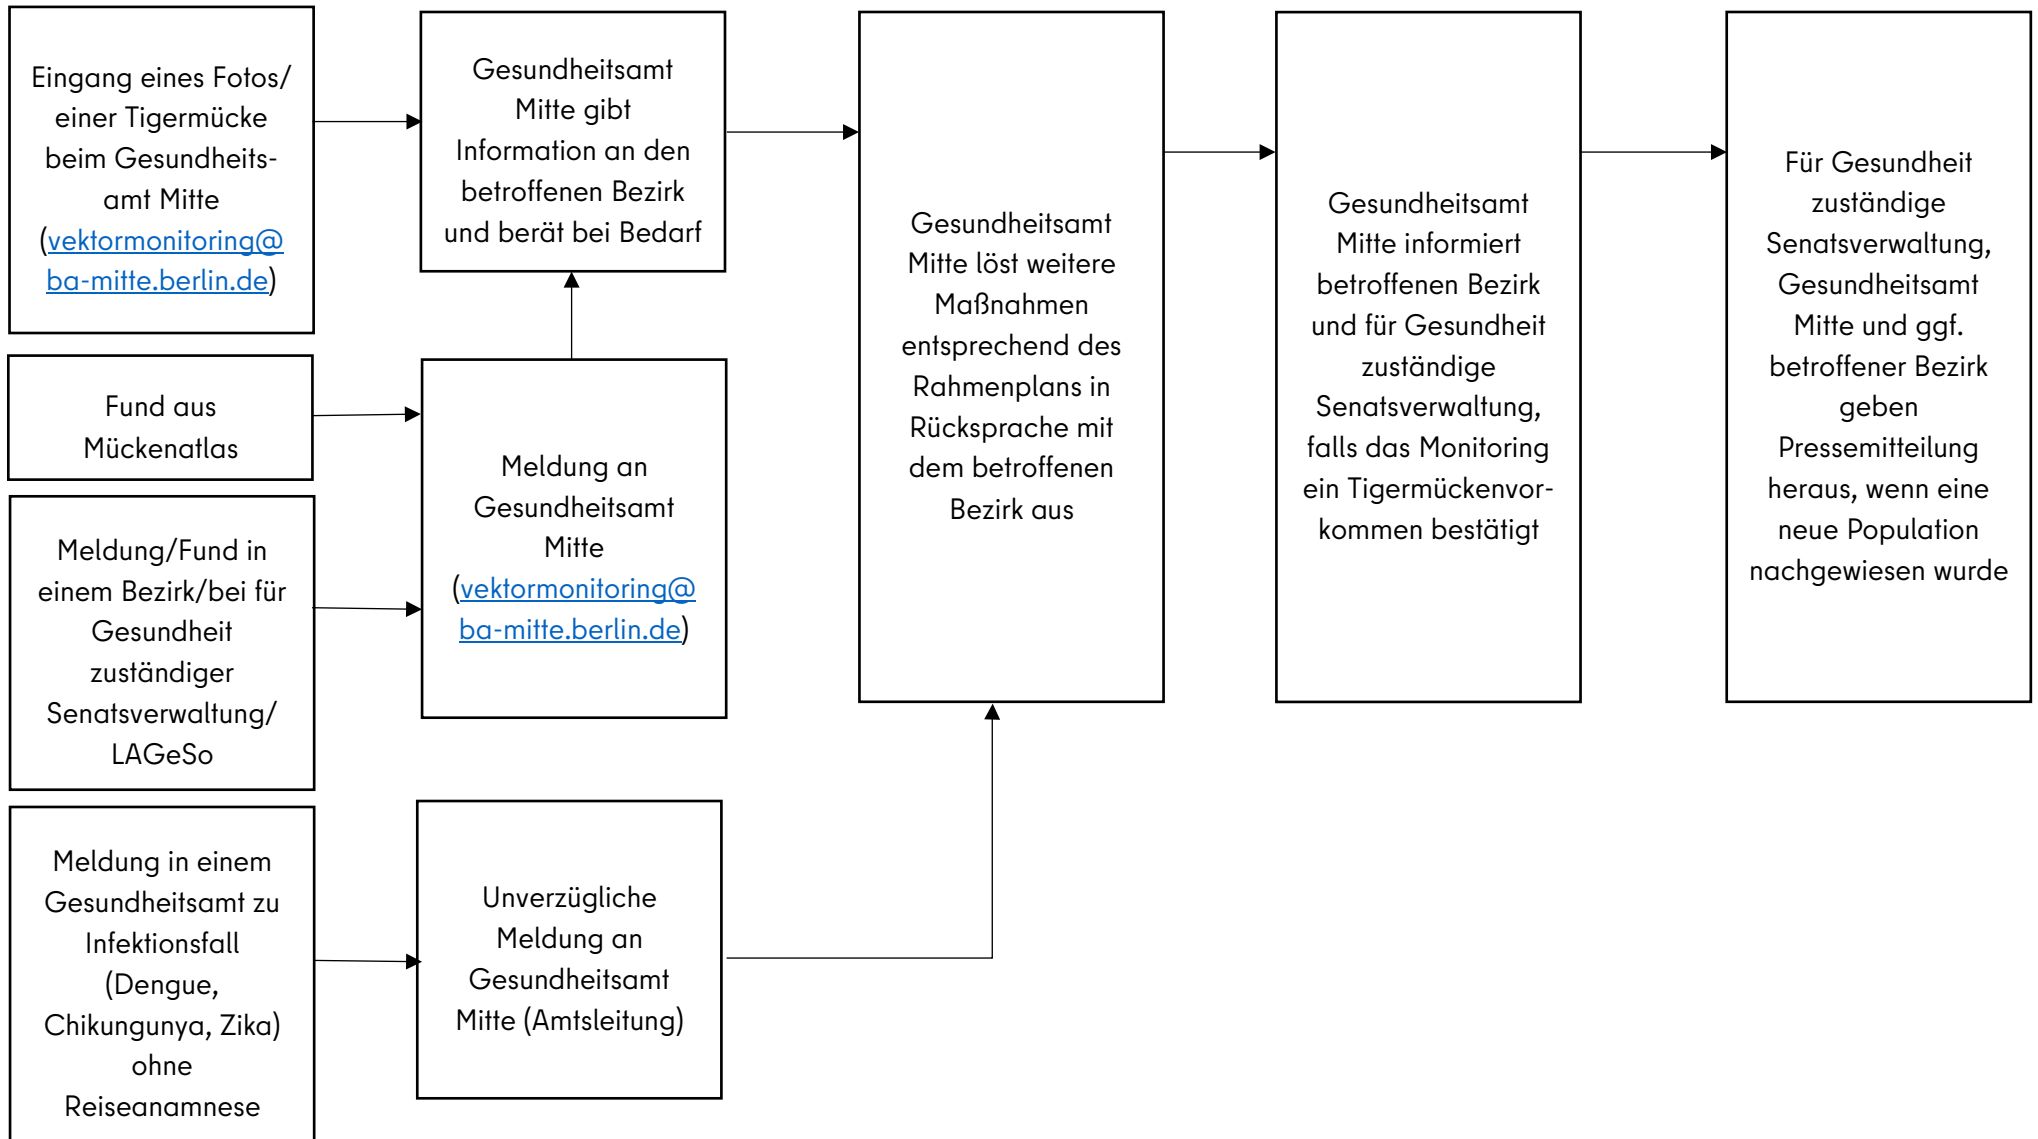 Eingang eines Fotos/
einer Tigermücke
beim Gesundheits-
amt Mitte
(vektormonitoring@
ba-mitte.berlin.de)
Fund aus
Mückenatlas
Meldung/Fund in
einem Bezirk/bei für
Gesundheit
zuständiger
Senatsverwaltung/
LAGeSo
Meldung in einem
Gesundheitsamt zu
Infektionsfall
(Dengue,
Chikungunya, Zika)
ohne
Reiseanamnese
Gesundheitsamt
Mitte gibt
Information an den
betroffenen Bezirk
und berät bei Bedarf
Meldung an
Gesundheitsamt
Mitte
(vektormonitoring@
ba-mitte.berlin.de)
Unverzügliche
Meldung an
Gesundheitsamt
Mitte (Amtsleitung)
Gesundheitsamt
Mitte löst weitere
Maßnahmen
entsprechend des
Rahmenplans in
Rücksprache mit
dem betroffenen
Bezirk aus
Gesundheitsamt
Mitte informiert
betroffenen Bezirk
und für Gesundheit
zuständige
Senatsverwaltung,
falls das Monitoring
ein Tigermückenvor-
kommen bestätigt
Für Gesundheit
zuständige
Senatsverwaltung,
Gesundheitsamt
Mitte und ggf.
betroffener Bezirk
geben
Pressemitteilung
heraus, wenn eine
neue Population
nachgewiesen wurde